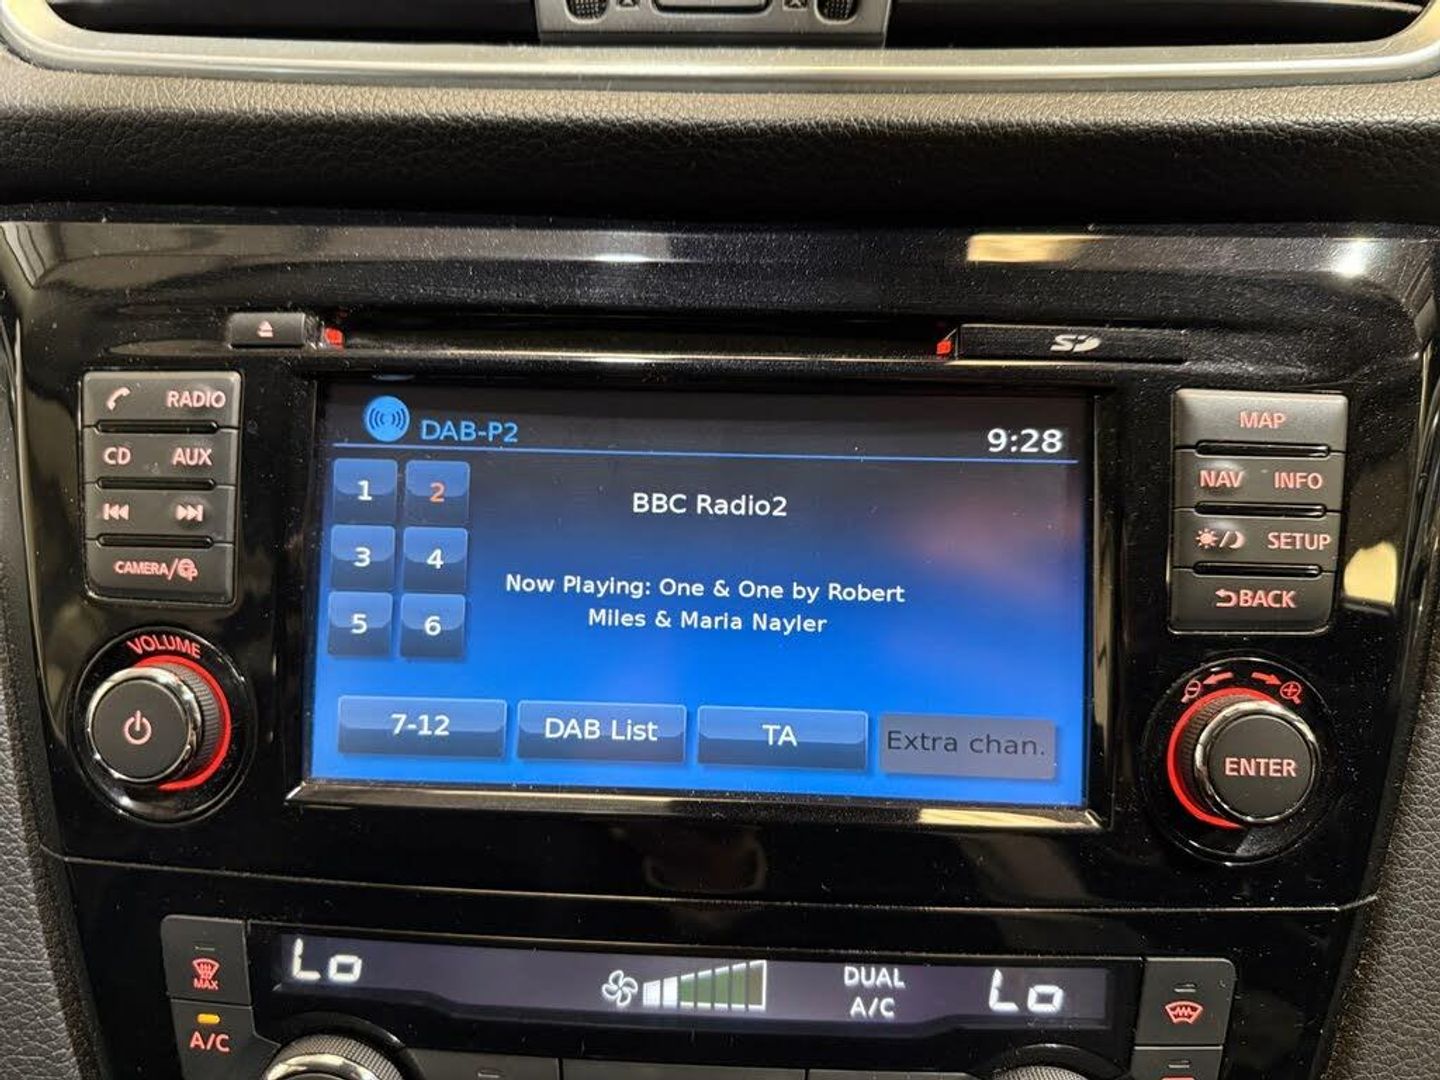 SD
RADIO
CD AUX
CAMERA/
VOLUME
DAB-P2
9:28
1 2
3 4
5 6
BBC Radio2
Now Playing: One & One by Robert
Miles & Maria Nayler
7-12
DAB List
TA
Extra chan.
MAP
NAV INFO
SETUP
BACK
ENTER
MAX
A/C
Lo
DUAL
A/C
Lo